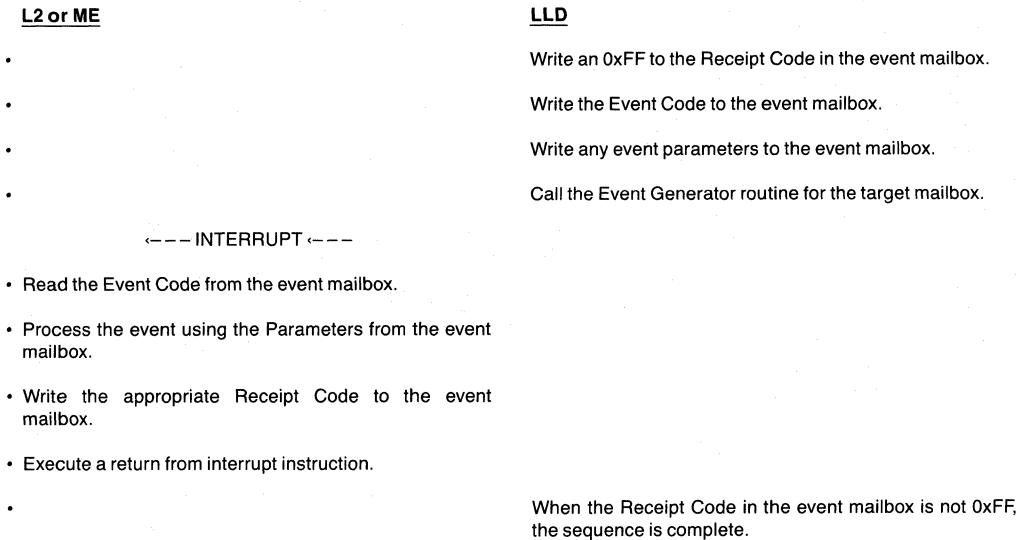 L2 or ME LLD
• Write an 0xFF to the Receipt Code in the event mailbox.
• Write the Event Code to the event mailbox.
• Write any event parameters to the event mailbox.
• Call the Event Generator routine for the target mailbox.
‹––– INTERRUPT ‹–––
• Read the Event Code from the event mailbox.
• Process the event using the Parameters from the event
mailbox.
• Write the appropriate Receipt Code to the event
mailbox.
• Execute a return from interrupt instruction.
• When the Receipt Code in the event mailbox is not 0xFF,
the sequence is complete.